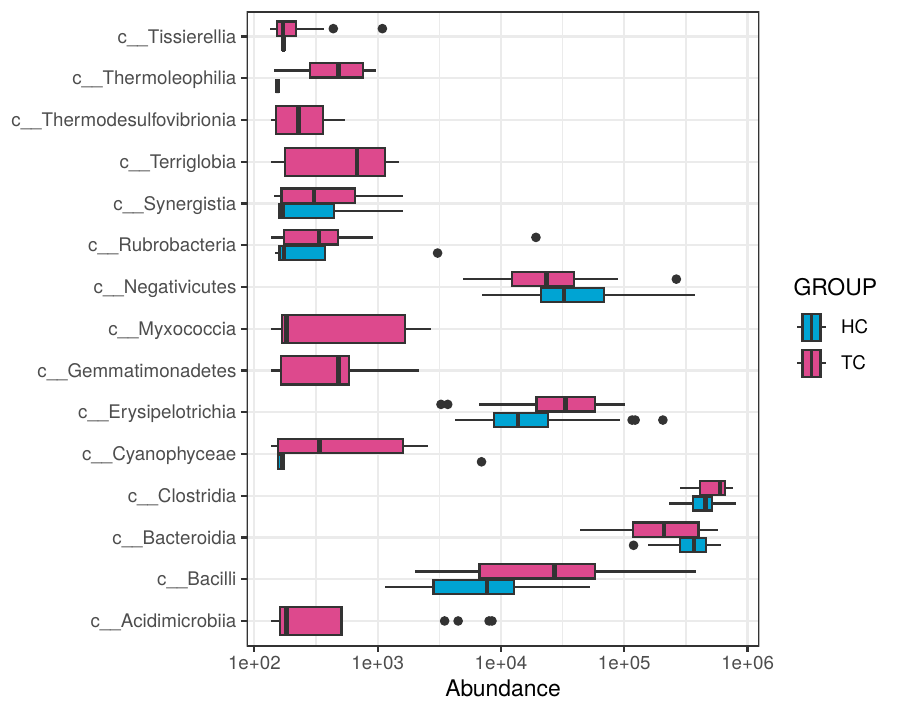 c__Tissierellia
c__Thermoleophilia
c__Thermodesulfovibrionia
c__Terriglobia
c__Synergistia
c__Rubrobacteria
c__Negativicutes
c__Myxococcia
c__Gemmatimonadetes
c__Erysipelotrichia
c__Cyanophyceae
c__Clostridia
c__Bacteroidia
c__Bacilli
c__Acidimicrobiia
1e+02 1e+03 1e+04 1e+05 1e+06
Abundance
GROUP
HC
TC